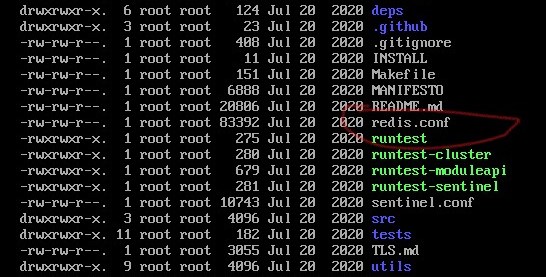 drwxrwxr-x.  6 root root   124 Jul 20  2020 deps
drwxrwxr-x.  3 root root    23 Jul 20  2020 .github
-rw-rw-r--.  1 root root   408 Jul 20  2020 .gitignore
-rw-rw-r--.  1 root root    11 Jul 20  2020 INSTALL
-rw-rw-r--.  1 root root   151 Jul 20  2020 Makefile
-rw-rw-r--.  1 root root  6888 Jul 20  2020 MANIFESTO
-rw-rw-r--.  1 root root 20806 Jul 20  2020 README.md
-rw-rw-r--.  1 root root 83392 Jul 20  2020 redis.conf
-rwxrwxr-x.  1 root root   275 Jul 20  2020 runtest
-rwxrwxr-x.  1 root root   280 Jul 20  2020 runtest-cluster
-rwxrwxr-x.  1 root root   679 Jul 20  2020 runtest-moduleapi
-rwxrwxr-x.  1 root root   281 Jul 20  2020 runtest-sentinel
-rw-rw-r--.  1 root root 10743 Jul 20  2020 sentinel.conf
drwxrwxr-x.  3 root root  4096 Jul 20  2020 src
drwxrwxr-x. 11 root root   182 Jul 20  2020 tests
-rw-rw-r--.  1 root root  3055 Jul 20  2020 TLS.md
drwxrwxr-x.  9 root root  4096 Jul 20  2020 utils